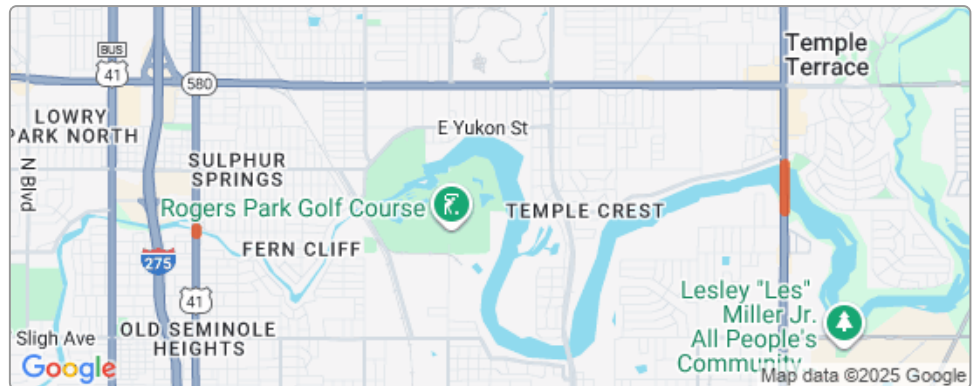 BUS
41
580
Temple
Terrace
LOWRY
PARK NORTH
E Yukon St
N Blvd
SULPHUR
SPRINGS
Rogers Park Golf Course
TEMPLE CREST
FERN CLIFF
275
41
Lesley "Les"
Miller Jr.
All People's
Community
Sligh Ave
OLD SEMINOLE
HEIGHTS
Google
Map data ©2025 Google